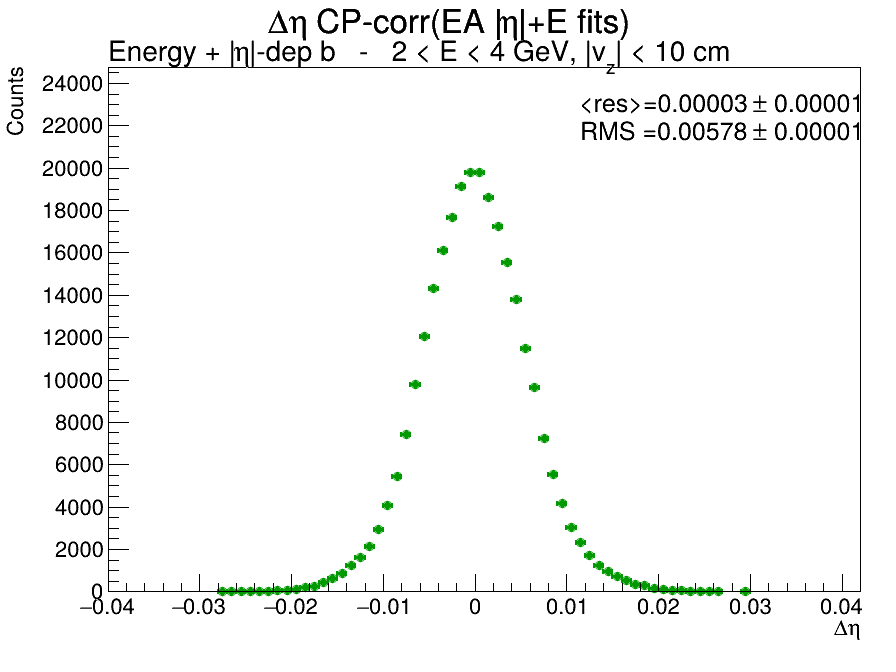 Δη CP-corr(EA |η|+E fits)
Energy + |η|-dep b - 2 < E < 4 GeV, |v_z| < 10 cm
Counts
<res>=0.00003 ± 0.00001
RMS =0.00578 ± 0.00001
24000
22000
20000
18000
16000
14000
12000
10000
8000
6000
4000
2000
0
−0.04 −0.03 −0.02 −0.01 0 0.01 0.02 0.03 0.04
Δη